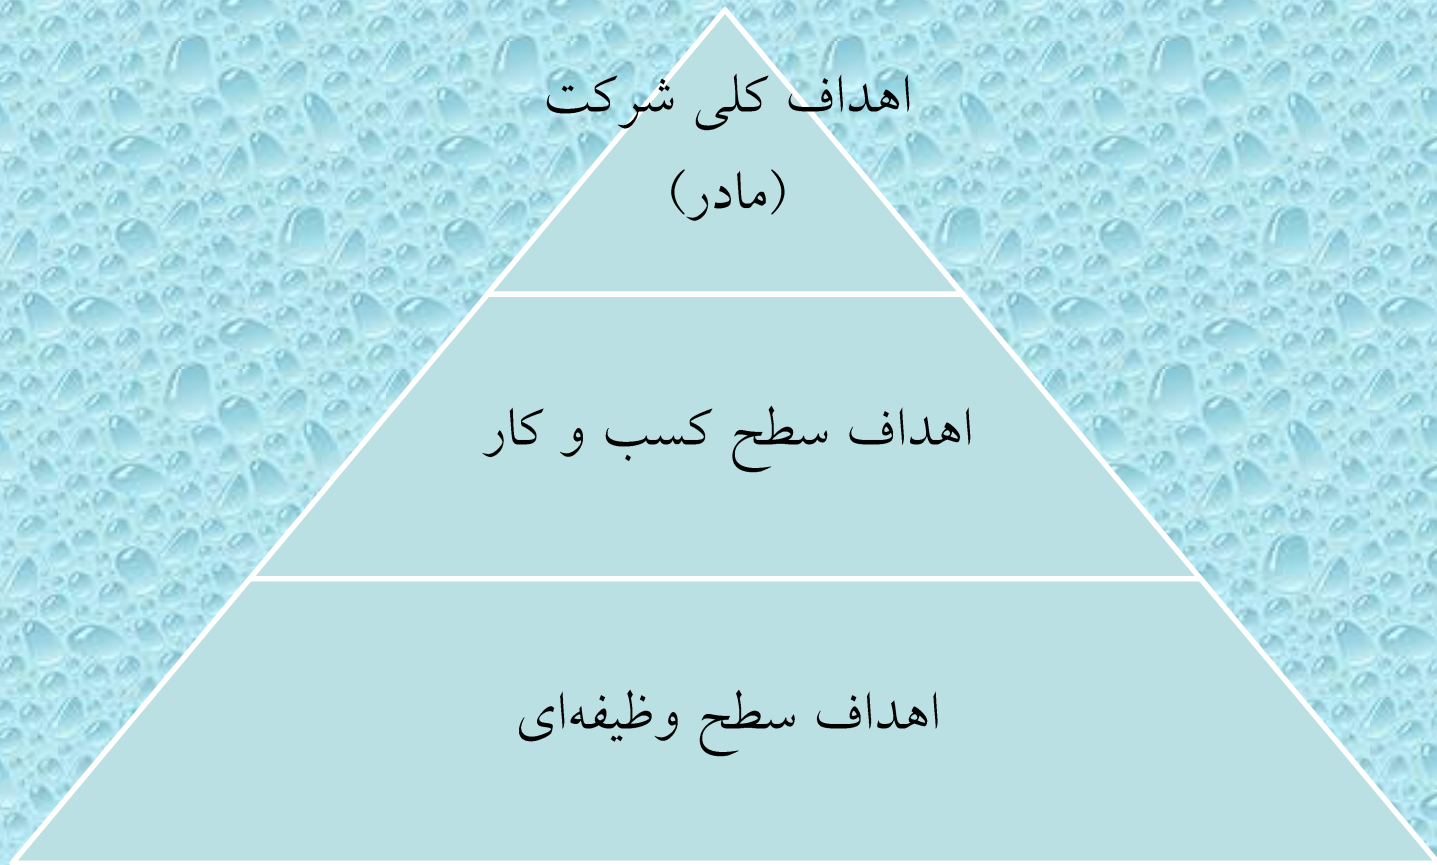 اهداف کلی شرکت
(مادر)
اهداف سطح کسب و کار
اهداف سطح وظیفه‌ای